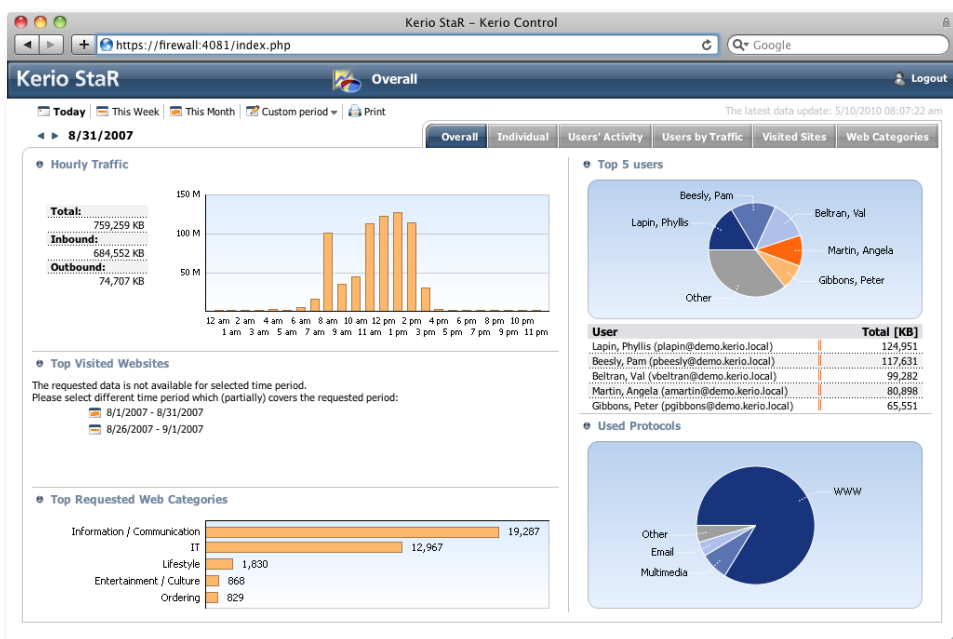 Kerio StaR – Kerio Control
https://firewall:4081/index.php
Google
Kerio StaR
Overall
Logout
Today This Week This Month Custom period Print
The latest data update: 5/10/2010 08:07:22 am
8/31/2007
Overall Individual Users' Activity Users by Traffic Visited Sites Web Categories
Hourly Traffic
Total:
759,259 KB
Inbound:
684,552 KB
Outbound:
74,707 KB
150 M
100 M
50 M
12 am 2 am 4 am 6 am 8 am 10 am 12 pm 2 pm 4 pm 6 pm 8 pm 10 pm
1 am 3 am 5 am 7 am 9 am 11 am 1 pm 3 pm 5 pm 7 pm 9 pm 11 pm
Top Visited Websites
The requested data is not available for selected time period.
Please select different time period which (partially) covers the requested period:
8/1/2007 - 8/31/2007
8/26/2007 - 9/1/2007
Top Requested Web Categories
Information / Communication 19,287
IT 12,967
Lifestyle 1,830
Entertainment / Culture 868
Ordering 829
Top 5 users
Beesly, Pam
Beltran, Val
Lapin, Phyllis
Martin, Angela
Gibbons, Peter
Other
User Total [KB]
Lapin, Phyllis (plapin@demo.kerio.local) 124,951
Beesly, Pam (pbeesly@demo.kerio.local) 117,631
Beltran, Val (vbeltran@demo.kerio.local) 99,282
Martin, Angela (amartin@demo.kerio.local) 80,898
Gibbons, Peter (pgibbons@demo.kerio.local) 65,551
Used Protocols
WWW
Other
Email
Multimedia